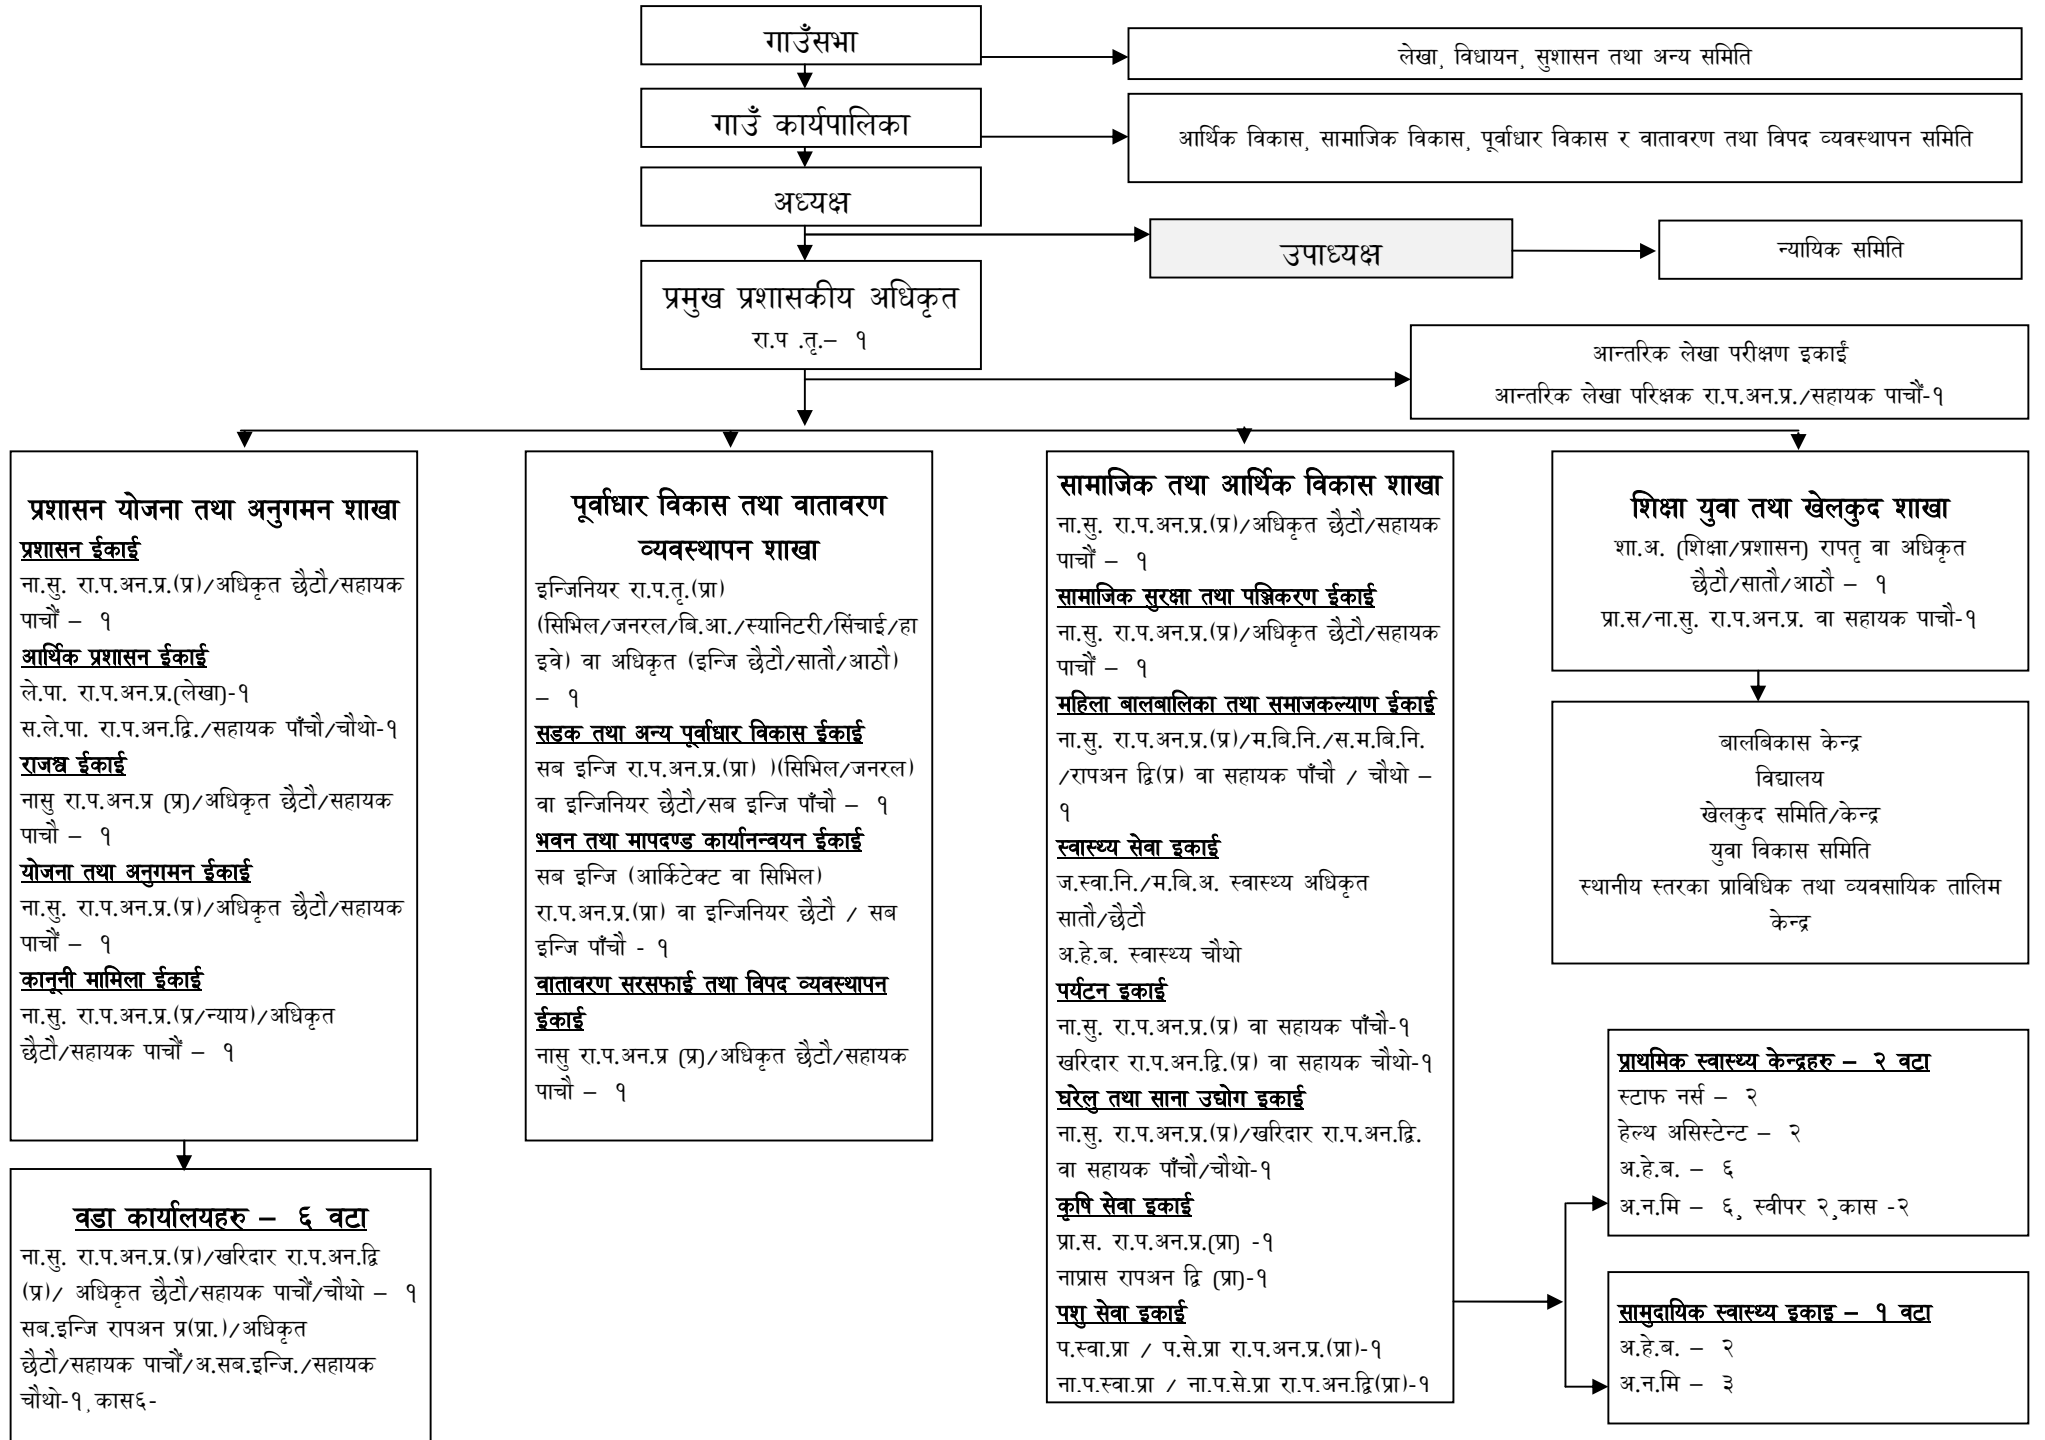 गाउँसभा
लेखा, विधायन, सुशासन तथा अन्य समिति
गाउँ कार्यपालिका
आर्थिक विकास, सामाजिक विकास, पूर्वाधार विकास र वातावरण तथा विपद व्यवस्थापन समिति
अध्यक्ष
उपाध्यक्ष
न्यायिक समिति
प्रमुख प्रशासकीय अधिकृत
रा.प .तृ.– १
आन्तरिक लेखा परीक्षण इकाईं
आन्तरिक लेखा परिक्षक रा.प.अन.प्र./सहायक पाचौं-१
प्रशासन योजना तथा अनुगमन शाखा
प्रशासन ईकाई
ना.सु. रा.प.अन.प्र.(प्र)/अधिकृत छैटौ/सहायक
पाचौं – १
आर्थिक प्रशासन ईकाई
ले.पा. रा.प.अन.प्र.(लेखा)-१
स.ले.पा. रा.प.अन.द्वि./सहायक पाँचौ/चौथो-१
राजश्व ईकाई
नासु रा.प.अन.प्र (प्र)/अधिकृत छैटौ/सहायक
पाचौ – १
योजना तथा अनुगमन ईकाई
ना.सु. रा.प.अन.प्र.(प्र)/अधिकृत छैटौ/सहायक
पाचौं – १
कानूनी मामिला ईकाई
ना.सु. रा.प.अन.प्र.(प्र/न्याय)/अधिकृत
छैटौ/सहायक पाचौं – १
वडा कार्यालयहरु – ६ वटा
ना.सु. रा.प.अन.प्र.(प्र)/खरिदार रा.प.अन.द्वि
(प्र)/ अधिकृत छैटौ/सहायक पाचौं/चौथो – १
सब.इन्जि रापअन प्र(प्रा.)/अधिकृत
छैटौ/सहायक पाचौं/अ.सब.इन्जि./सहायक
चौथो-१, कास६-
पूर्वाधार विकास तथा वातावरण
व्यवस्थापन शाखा
इन्जिनियर रा.प.तृ.(प्रा)
(सिभिल/जनरल/बि.आ./स्यानिटरी/सिंचाई/हा
इवे) वा अधिकृत (इन्जि छैटौ/सातौ/आठौ)
– १
सडक तथा अन्य पूर्वाधार विकास ईकाई
सब इन्जि रा.प.अन.प्र.(प्रा) )(सिभिल/जनरल)
वा इन्जिनियर छैटौ/सब इन्जि पाँचौ – १
भवन तथा मापदण्ड कार्यानन्वयन ईकाई
सब इन्जि (आर्किटेक्ट वा सिभिल)
रा.प.अन.प्र.(प्रा) वा इन्जिनियर छैटौ / सब
इन्जि पाँचौ - १
वातावरण सरसफाई तथा विपद व्यवस्थापन
ईकाई
नासु रा.प.अन.प्र (प्र)/अधिकृत छैटौ/सहायक
पाचौ – १
सामाजिक तथा आर्थिक विकास शाखा
ना.सु. रा.प.अन.प्र.(प्र)/अधिकृत छैटौ/सहायक
पाचौं – १
सामाजिक सुरक्षा तथा पञ्जिकरण ईकाई
ना.सु. रा.प.अन.प्र.(प्र)/अधिकृत छैटौ/सहायक
पाचौं – १
महिला बालबालिका तथा समाजकल्याण ईकाई
ना.सु. रा.प.अन.प्र.(प्र)/म.बि.नि./स.म.बि.नि.
/रापअन द्वि(प्र) वा सहायक पाँचौ / चौथो –
१
स्वास्थ्य सेवा इकाई
ज.स्वा.नि./म.बि.अ. स्वास्थ्य अधिकृत
सातौ/छैटौ
अ.हे.ब. स्वास्थ्य चौथो
पर्यटन इकाई
ना.सु. रा.प.अन.प्र.(प्र) वा सहायक पाँचौ-१
खरिदार रा.प.अन.द्वि.(प्र) वा सहायक चौथो-१
घरेलु तथा साना उद्योग इकाई
ना.सु. रा.प.अन.प्र.(प्र)/खरिदार रा.प.अन.द्वि.
वा सहायक पाँचौ/चौथो-१
कृषि सेवा इकाई
प्रा.स. रा.प.अन.प्र.(प्रा) -१
नाप्रास रापअन द्वि (प्रा)-१
पशु सेवा इकाई
प.स्वा.प्रा / प.से.प्रा रा.प.अन.प्र.(प्रा)-१
ना.प.स्वा.प्रा / ना.प.से.प्रा रा.प.अन.द्वि(प्रा)-१
शिक्षा युवा तथा खेलकुद शाखा
शा.अ. (शिक्षा/प्रशासन) रापतृ वा अधिकृत
छैटौ/सातौ/आठौ – १
प्रा.स/ना.सु. रा.प.अन.प्र. वा सहायक पाचौ-१
बालबिकास केन्द्र
विद्यालय
खेलकुद समिति/केन्द्र
युवा विकास समिति
स्थानीय स्तरका प्राविधिक तथा व्यवसायिक तालिम
केन्द्र
प्राथमिक स्वास्थ्य केन्द्रहरु – २ वटा
स्टाफ नर्स – २
हेल्थ असिस्टेन्ट – २
अ.हे.ब. – ६
अ.न.मि – ६, स्वीपर २,कास -२
सामुदायिक स्वास्थ्य इकाइ – १ वटा
अ.हे.ब. – २
अ.न.मि – ३